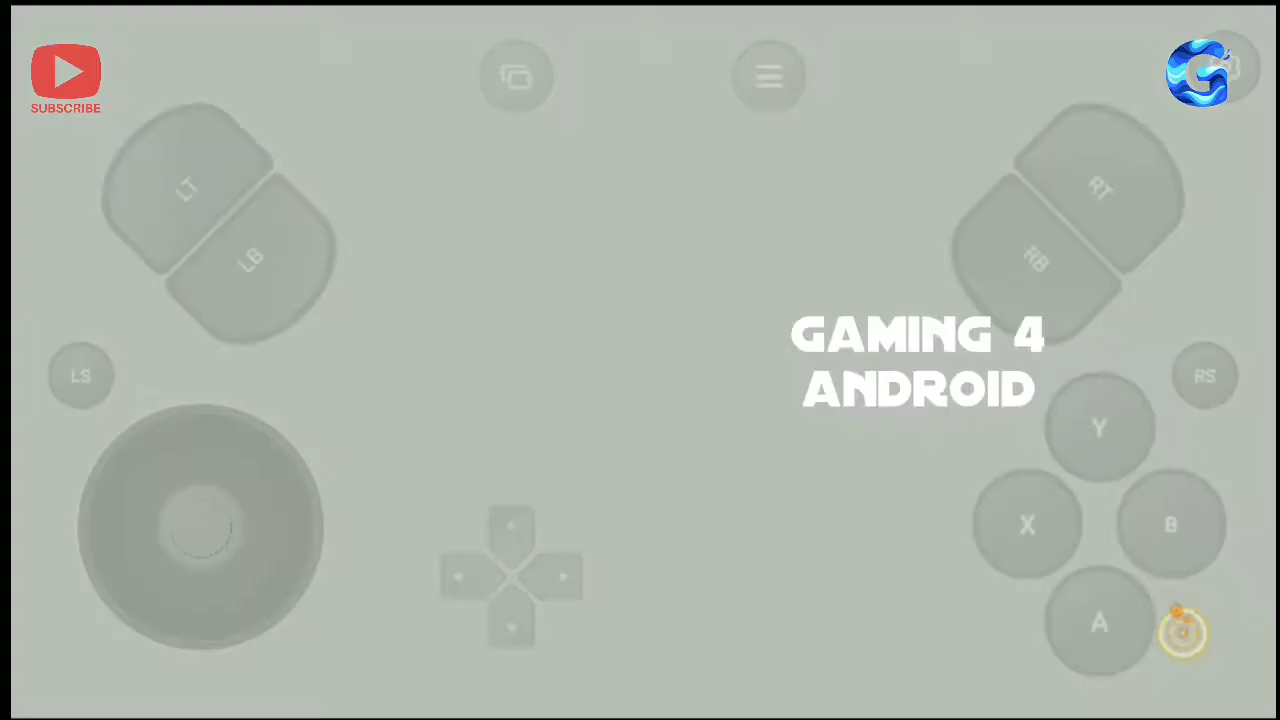 SUBSCRIBE
G
LT
RT
LB
RB
GAMING 4
ANDROID
LS
RS
Y
X
B
A